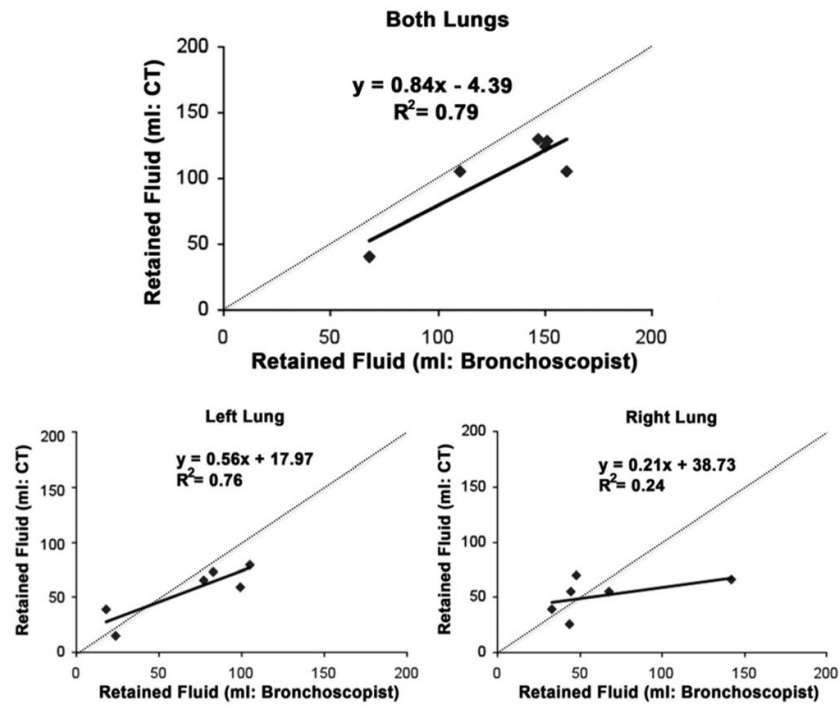 Both Lungs
200
150
100
50
0
y = 0.84x - 4.39
R²= 0.79
Retained Fluid (ml: CT)
0 50 100 150 200
Retained Fluid (ml: Bronchoscopist)
Left Lung
200
150
100
50
0
y = 0.56x + 17.97
R²= 0.76
Retained Fluid (ml: CT)
0 50 100 150 200
Retained Fluid (ml: Bronchoscopist)
Right Lung
200
150
100
50
0
y = 0.21x + 38.73
R²= 0.24
Retained Fluid (ml: CT)
0 50 100 150 200
Retained Fluid (ml: Bronchoscopist)